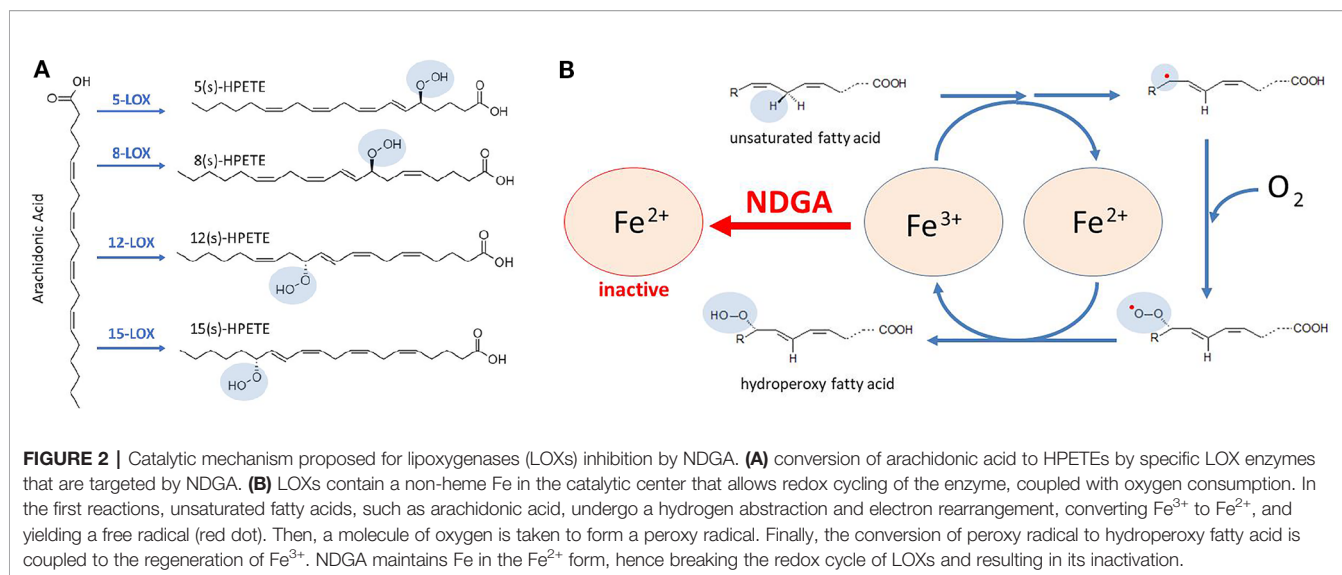 A
OH
O
Arachidonic Acid
5-LOX
5(s)-HPETE
O
OH
O
OH
8-LOX
8(s)-HPETE
O
OH
O
OH
12-LOX
12(s)-HPETE
HO
O
O
OH
15-LOX
15(s)-HPETE
HO
O
O
OH
B
R
H
H
COOH
unsaturated fatty acid
R
H
COOH
O2
NDGA
Fe2+
inactive
Fe3+
Fe2+
HO-O
R
H
COOH
hydroperoxy fatty acid
O-O
R
H
COOH
FIGURE 2 | Catalytic mechanism proposed for lipoxygenases (LOXs) inhibition by NDGA. (A) conversion of arachidonic acid to HPETEs by specific LOX enzymes
that are targeted by NDGA. (B) LOXs contain a non-heme Fe in the catalytic center that allows redox cycling of the enzyme, coupled with oxygen consumption. In
the first reactions, unsaturated fatty acids, such as arachidonic acid, undergo a hydrogen abstraction and electron rearrangement, converting Fe3+ to Fe2+, and
yielding a free radical (red dot). Then, a molecule of oxygen is taken to form a peroxy radical. Finally, the conversion of peroxy radical to hydroperoxy fatty acid is
coupled to the regeneration of Fe3+. NDGA maintains Fe in the Fe2+ form, hence breaking the redox cycle of LOXs and resulting in its inactivation.